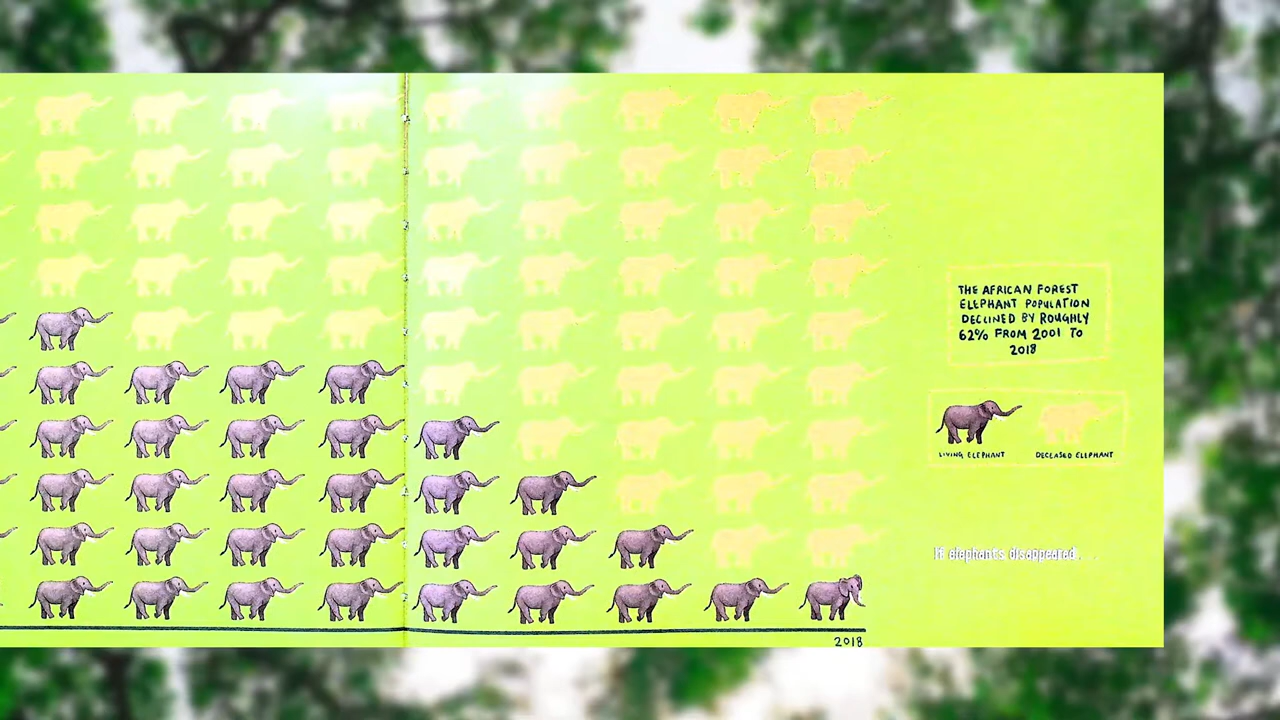 THE AFRICAN FOREST
ELEPHANT POPULATION
DECLINED BY ROUGHLY
62% FROM 2001 TO
2018
LIVING ELEPHANT
DECEASED ELEPHANT
If elephants disappeared...
2018